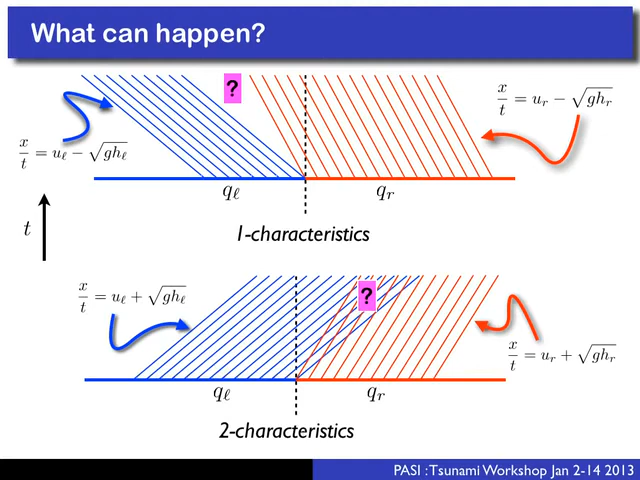 What can happen?
?
x/t = u_ℓ − √(gh_ℓ)
x/t = u_r − √(gh_r)
q_ℓ
q_r
t
1-characteristics
x/t = u_ℓ + √(gh_ℓ)
?
x/t = u_r + √(gh_r)
q_ℓ
q_r
2-characteristics
PASI : Tsunami Workshop Jan 2-14 2013